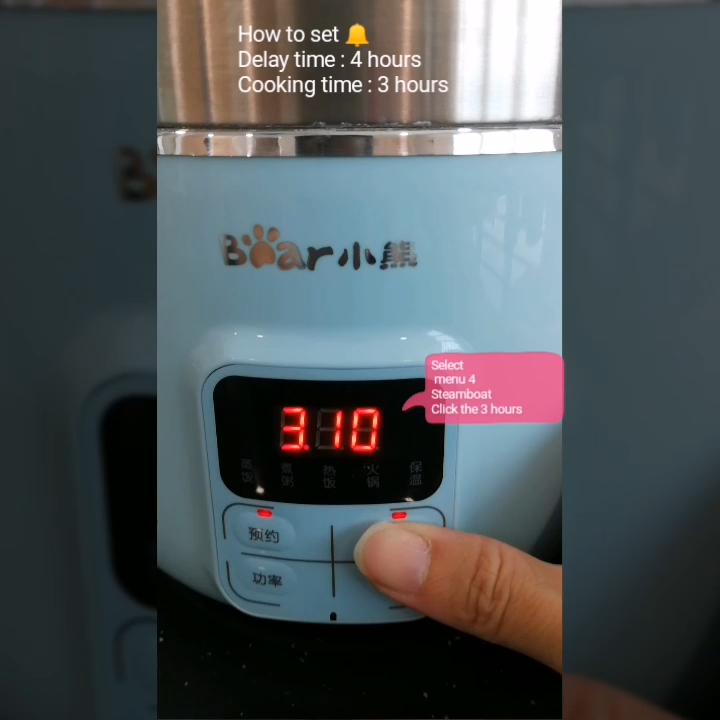 How to set 🔔
Delay time : 4 hours
Cooking time : 3 hours
Bear小熊
Select
menu 4
Steamboat
Click the 3 hours
3.10
蒸饭 煮粥 热饭 火锅 保温
预约
功率